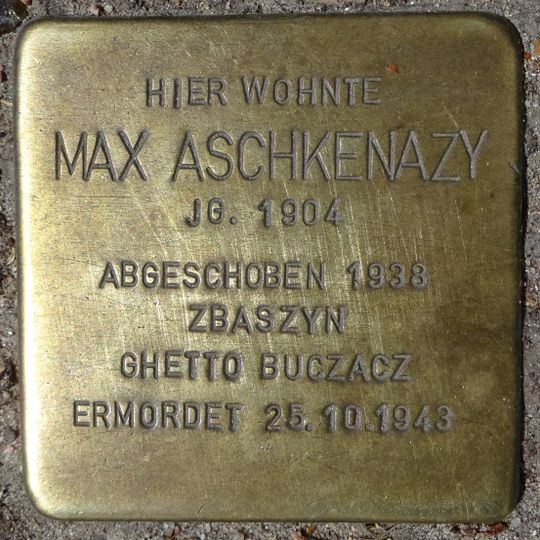 HIER WOHNTE
MAX ASCHKENAZY
JG. 1904
ABGESCHOBEN 1938
ZBASZYN
GHETTO BUCZACZ
ERMORDET 25.10.1943